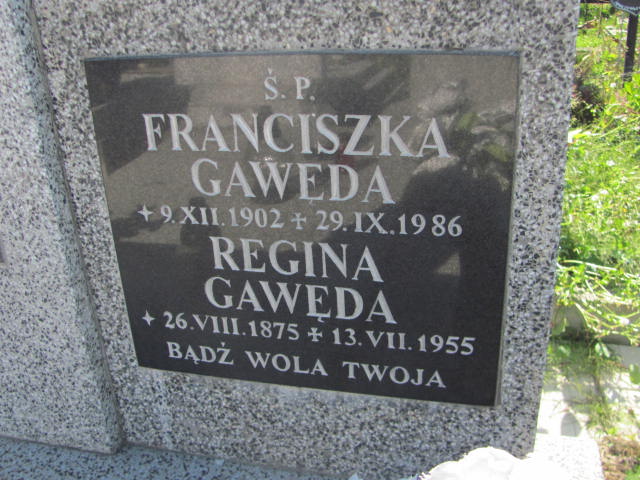 Ś. P.
FRANCISZKA
GAWĘDA
✦ 9.XII.1902 ✝ 29.IX.1986
REGINA
GAWĘDA
✦ 26.VIII.1875 ✝ 13.VII.1955
BĄDŹ WOLA TWOJA